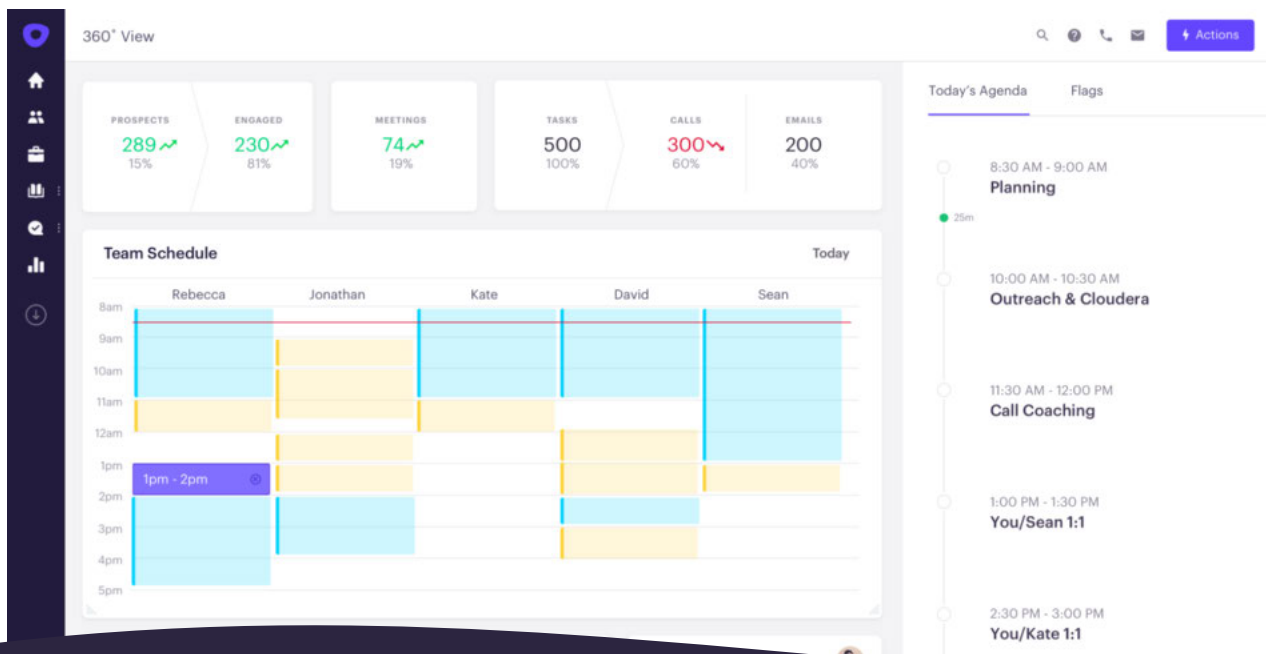 360° View
Actions
PROSPECTS ENGAGED MEETINGS TASKS CALLS EMAILS
289 230 74 500 300 200
15% 81% 19% 100% 60% 40%
Team Schedule Today
Rebecca Jonathan Kate David Sean
8am
9am
10am
11am
12am
1pm
1pm - 2pm
2pm
3pm
4pm
5pm
Today's Agenda Flags
8:30 AM - 9:00 AM
Planning
25m
10:00 AM - 10:30 AM
Outreach & Cloudera
11:30 AM - 12:00 PM
Call Coaching
1:00 PM - 1:30 PM
You/Sean 1:1
2:30 PM - 3:00 PM
You/Kate 1:1